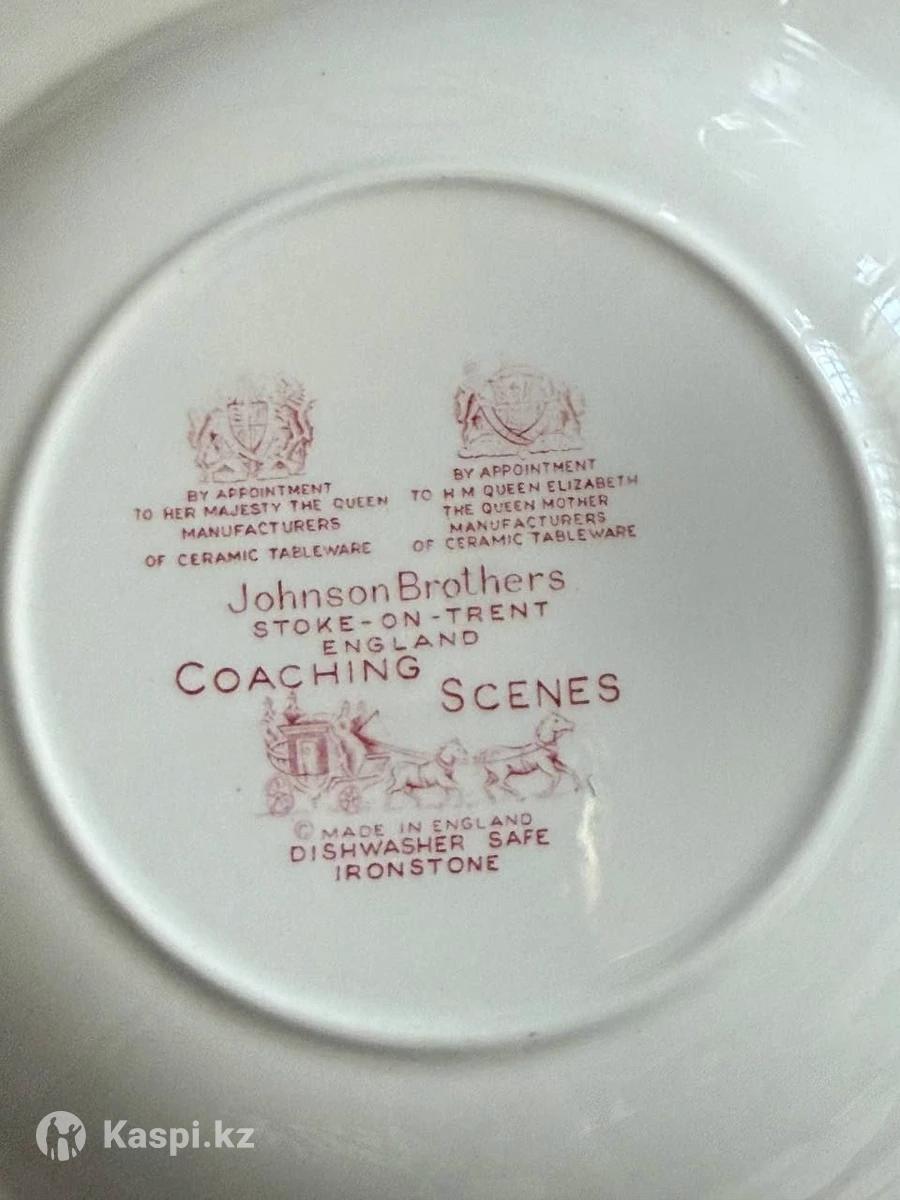 BY APPOINTMENT
TO HER MAJESTY THE QUEEN
MANUFACTURERS
OF CERAMIC TABLEWARE
BY APPOINTMENT
TO H M QUEEN ELIZABETH
THE QUEEN MOTHER
MANUFACTURERS
OF CERAMIC TABLEWARE
Johnson Brothers
STOKE-ON-TRENT
ENGLAND
COACHING SCENES
© MADE IN ENGLAND
DISHWASHER SAFE
IRONSTONE
Kaspi.kz